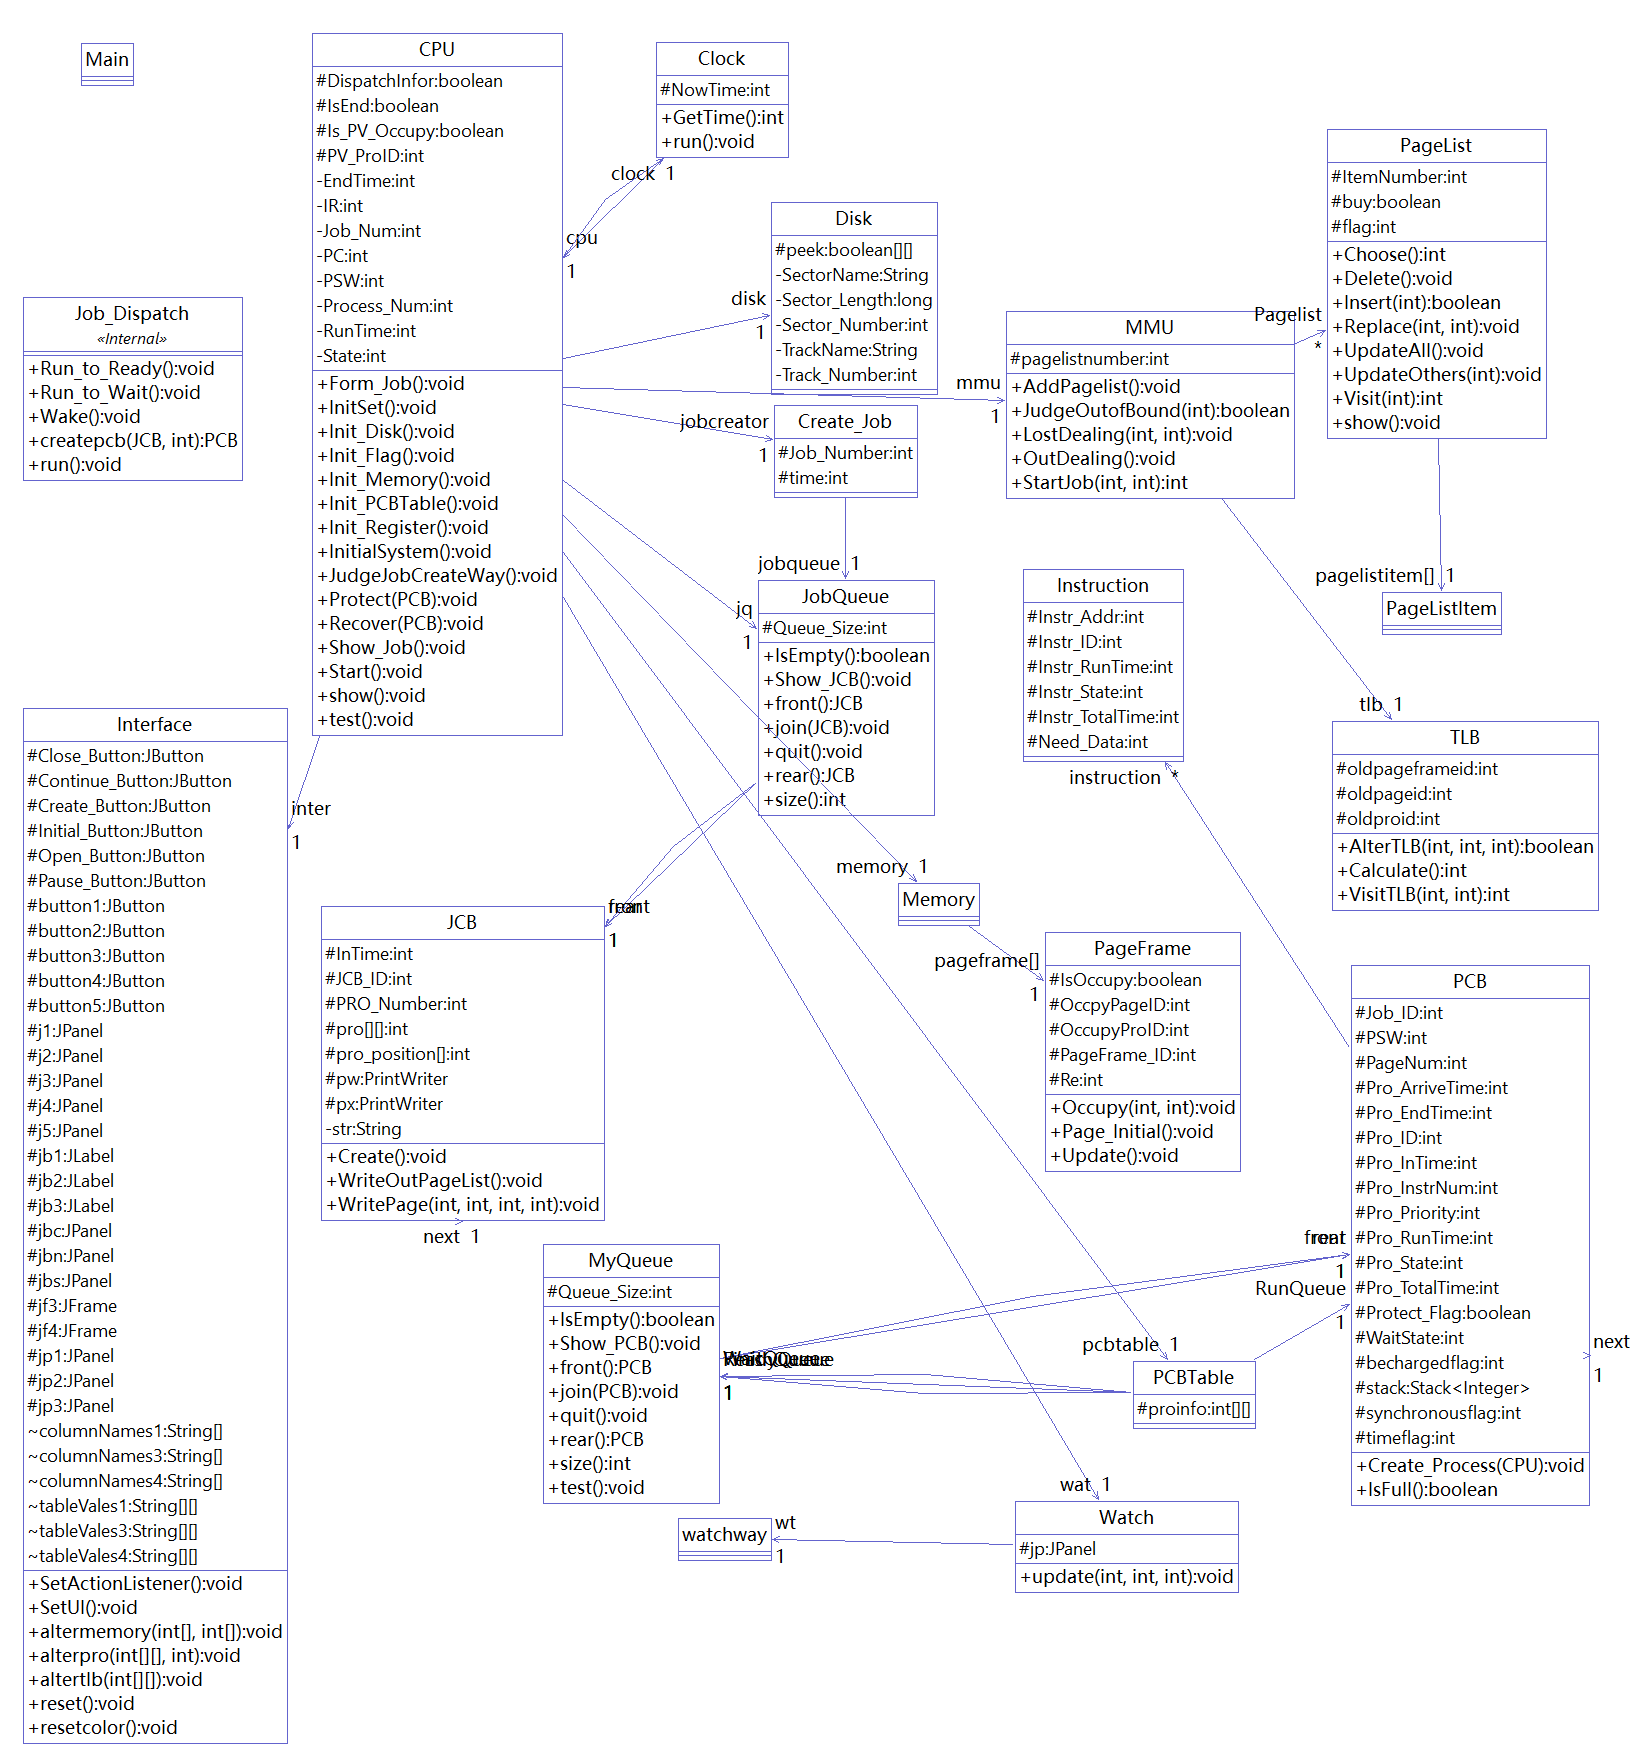 Main
CPU
#DispatchInfor:boolean
#IsEnd:boolean
#Is_PV_Occupy:boolean
#PV_ProID:int
-EndTime:int
-IR:int
-Job_Num:int
-PC:int
-PSW:int
-Process_Num:int
-RunTime:int
-State:int
+Form_Job():void
+InitSet():void
+Init_Disk():void
+Init_Flag():void
+Init_Memory():void
+Init_PCBTable():void
+Init_Register():void
+InitialSystem():void
+JudgeJobCreateWay():void
+Protect(PCB):void
+Recover(PCB):void
+Show_Job():void
+Start():void
+show():void
+test():void
Clock
#NowTime:int
+GetTime():int
+run():void
clock 1
cpu
1
Disk
#peek:boolean[][]
-SectorName:String
-Sector_Length:long
-Sector_Number:int
-TrackName:String
-Track_Number:int
disk
1
PageList
#ItemNumber:int
#buy:boolean
#flag:int
+Choose():int
+Delete():void
+Insert(int):boolean
+Replace(int, int):void
+UpdateAll():void
+UpdateOthers(int):void
+Visit(int):int
+show():void
Pagelist
*
MMU
#pagelistnumber:int
+AddPagelist():void
+JudgeOutofBound(int):boolean
+LostDealing(int, int):void
+OutDealing():void
+StartJob(int, int):int
mmu
1
Job_Dispatch
«Internal»
+Run_to_Ready():void
+Run_to_Wait():void
+Wake():void
+createpcb(JCB, int):PCB
+run():void
jobcreator
1
Create_Job
#Job_Number:int
#time:int
jobqueue 1
JobQueue
#Queue_Size:int
+IsEmpty():boolean
+Show_JCB():void
+front():JCB
+join(JCB):void
+quit():void
+rear():JCB
+size():int
jq
1
Instruction
#Instr_Addr:int
#Instr_ID:int
#Instr_RunTime:int
#Instr_State:int
#Instr_TotalTime:int
#Need_Data:int
instruction *
pagelistitem[] 1
PageListItem
tlb 1
TLB
#oldpageframeid:int
#oldpageid:int
#oldproid:int
+AlterTLB(int, int, int):boolean
+Calculate():int
+VisitTLB(int, int):int
Interface
#Close_Button:JButton
#Continue_Button:JButton
#Create_Button:JButton
#Initial_Button:JButton
#Open_Button:JButton
#Pause_Button:JButton
#button1:JButton
#button2:JButton
#button3:JButton
#button4:JButton
#button5:JButton
#j1:JPanel
#j2:JPanel
#j3:JPanel
#j4:JPanel
#j5:JPanel
#jb1:JLabel
#jb2:JLabel
#jb3:JLabel
#jbc:JPanel
#jbn:JPanel
#jbs:JPanel
#jf3:JFrame
#jf4:JFrame
#jp1:JPanel
#jp2:JPanel
#jp3:JPanel
~columnNames1:String[]
~columnNames3:String[]
~columnNames4:String[]
~tableVales1:String[][]
~tableVales3:String[][]
~tableVales4:String[][]
+SetActionListener():void
+SetUI():void
+altermemory(int[], int[]):void
+alterpro(int[][], int):void
+altertlb(int[][]):void
+reset():void
+resetcolor():void
inter
1
1
JCB
#InTime:int
#JCB_ID:int
#PRO_Number:int
#pro[][]:int
#pro_position[]:int
#pw:PrintWriter
#px:PrintWriter
-str:String
+Create():void
+WriteOutPageList():void
+WritePage(int, int, int, int):void
next 1
memory 1
Memory
pageframe[]
1
PageFrame
#IsOccupy:boolean
#OccpyPageID:int
#OccupyProID:int
#PageFrame_ID:int
#Re:int
+Occupy(int, int):void
+Page_Initial():void
+Update():void
PCB
#Job_ID:int
#PSW:int
#PageNum:int
#Pro_ArriveTime:int
#Pro_EndTime:int
#Pro_ID:int
#Pro_InTime:int
#Pro_InstrNum:int
#Pro_Priority:int
#Pro_RunTime:int
#Pro_State:int
#Pro_TotalTime:int
#Protect_Flag:boolean
#WaitState:int
#bechargedflag:int
#stack:Stack<Integer>
#synchronousflag:int
#timeflag:int
+Create_Process(CPU):void
+IsFull():boolean
1
RunQueue
1
next
1
MyQueue
#Queue_Size:int
+IsEmpty():boolean
+Show_PCB():void
+front():PCB
+join(PCB):void
+quit():void
+rear():PCB
+size():int
+test():void
1
pcbtable 1
PCBTable
#proinfo:int[][]
wat 1
Watch
#jp:JPanel
+update(int, int, int):void
wt
1
watchway